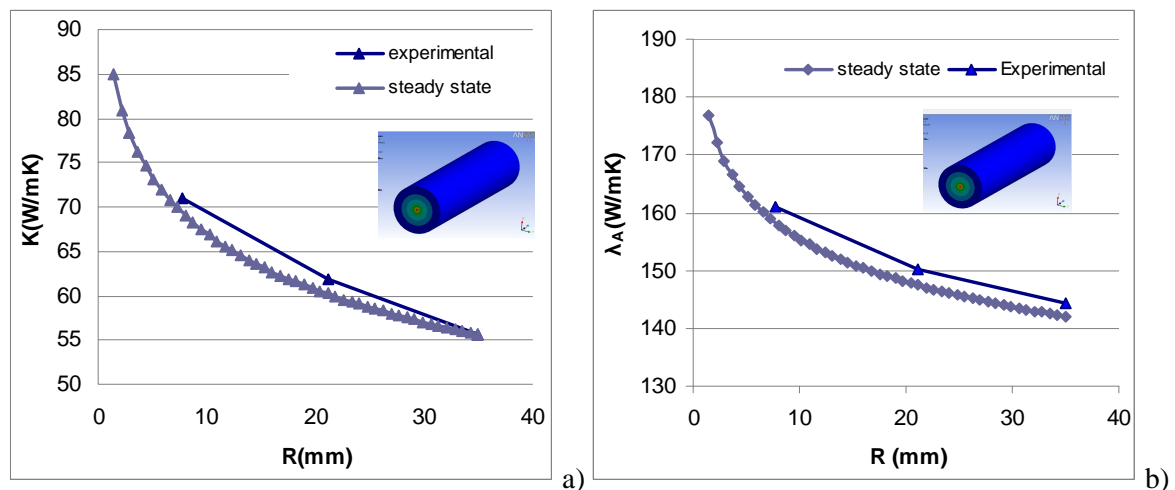 90
85
80
75
70
65
60
55
50
K(W/mK)
experimental
steady state
0
10
20
30
40
R(mm)
a)
190
180
170
160
150
140
130
λA(W/mK)
steady state
Experimental
0
10
20
30
40
R (mm)
b)